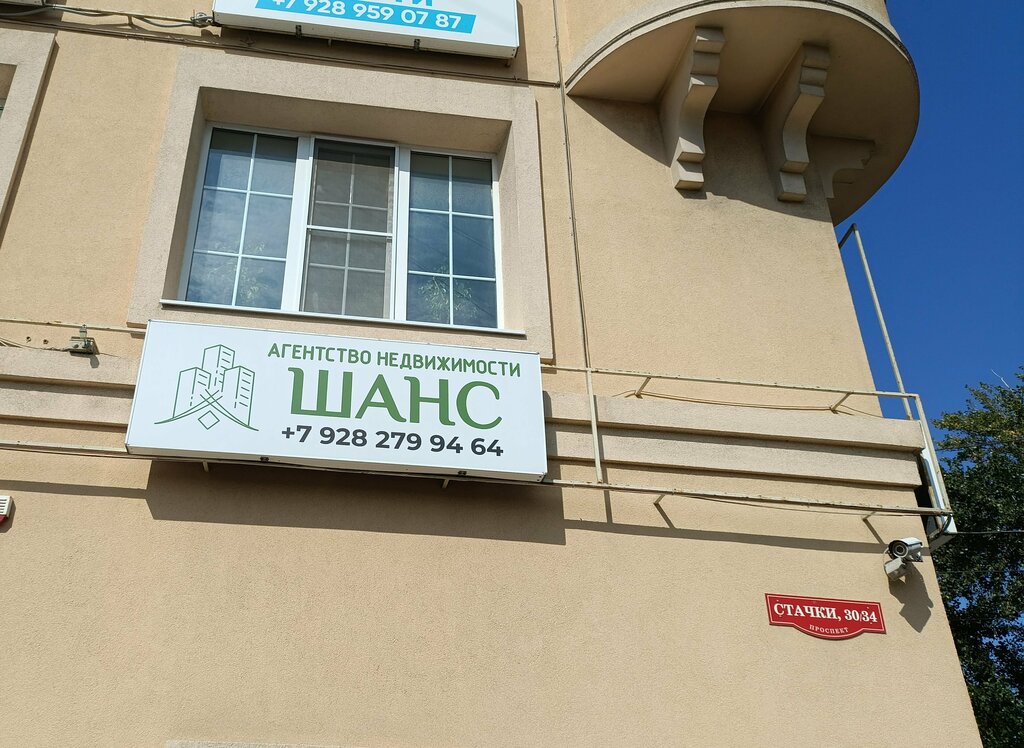 +7 928 959 07 87
АГЕНТСТВО НЕДВИЖИМОСТИ
ШАНС
+7 928 279 94 64
СТАЧКИ, 30/34
ПРОСПЕКТ